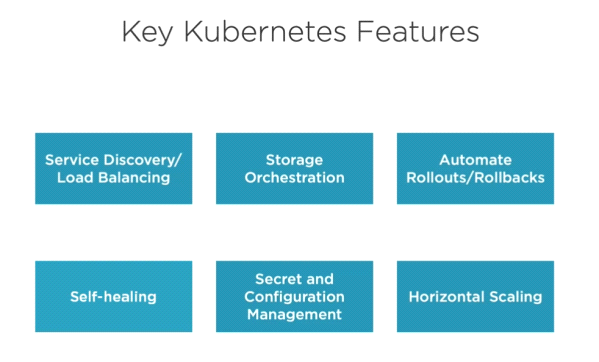 Key Kubernetes Features
Service Discovery/
Load Balancing
Storage
Orchestration
Automate
Rollouts/Rollbacks
Self-healing
Secret and
Configuration
Management
Horizontal Scaling